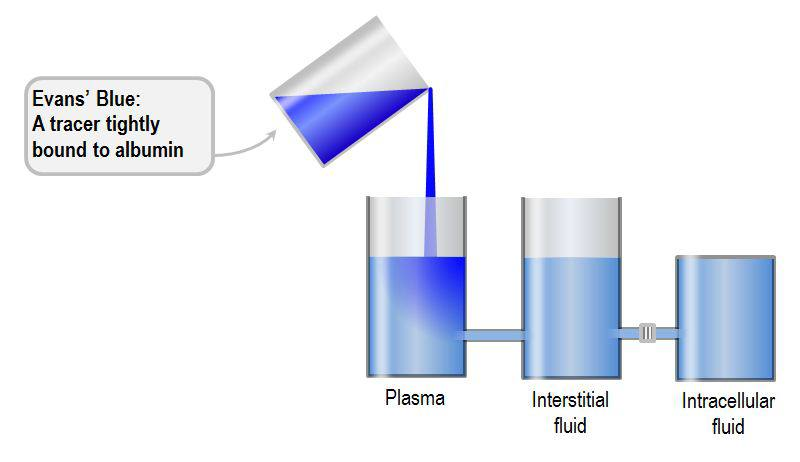 Evans’ Blue:
A tracer tightly
bound to albumin
Plasma
Interstitial
fluid
Intracellular
fluid